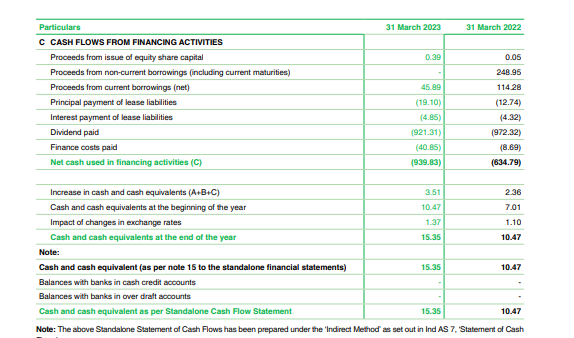 Particulars 31 March 2023 31 March 2022
C CASH FLOWS FROM FINANCING ACTIVITIES
Proceeds from issue of equity share capital 0.39 0.05
Proceeds from non-current borrowings (including current maturities) - 248.95
Proceeds from current borrowings (net) 45.89 114.28
Principal payment of lease liabilities (19.10) (12.74)
Interest payment of lease liabilities (4.85) (4.32)
Dividend paid (921.31) (972.32)
Finance costs paid (40.85) (8.69)
Net cash used in financing activities (C) (939.83) (634.79)
Increase in cash and cash equivalents (A+B+C) 3.51 2.36
Cash and cash equivalents at the beginning of the year 10.47 7.01
Impact of changes in exchange rates 1.37 1.10
Cash and cash equivalents at the end of the year 15.35 10.47
Note:
Cash and cash equivalent (as per note 15 to the standalone financial statements) 15.35 10.47
Balances with banks in cash credit accounts - -
Balances with banks in over draft accounts - -
Cash and cash equivalent as per Standalone Cash Flow Statement 15.35 10.47
Note: The above Standalone Statement of Cash Flows has been prepared under the 'Indirect Method' as set out in Ind AS 7, 'Statement of Cash